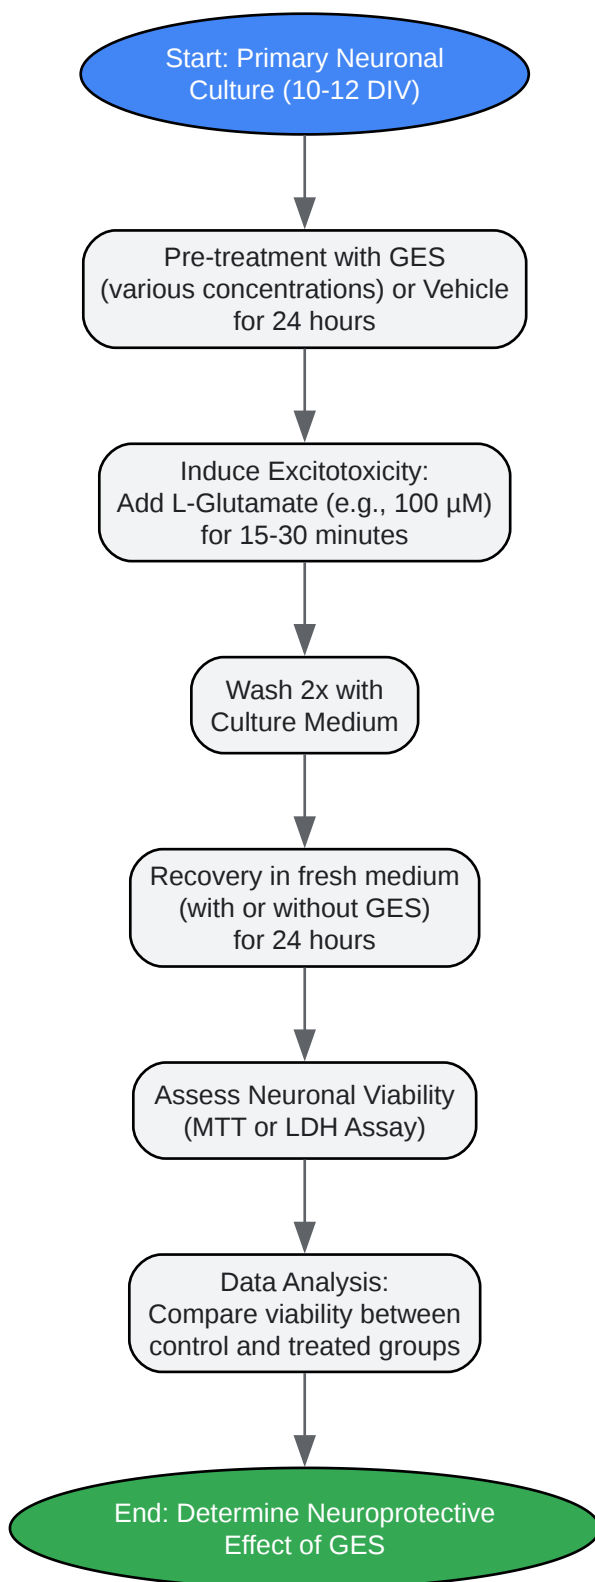 Start: Primary Neuronal
Culture (10-12 DIV)
Pre-treatment with GES
(various concentrations) or Vehicle
for 24 hours
Induce Excitotoxicity:
Add L-Glutamate (e.g., 100 µM)
for 15-30 minutes
Wash 2x with
Culture Medium
Recovery in fresh medium
(with or without GES)
for 24 hours
Assess Neuronal Viability
(MTT or LDH Assay)
Data Analysis:
Compare viability between
control and treated groups
End: Determine Neuroprotective
Effect of GES